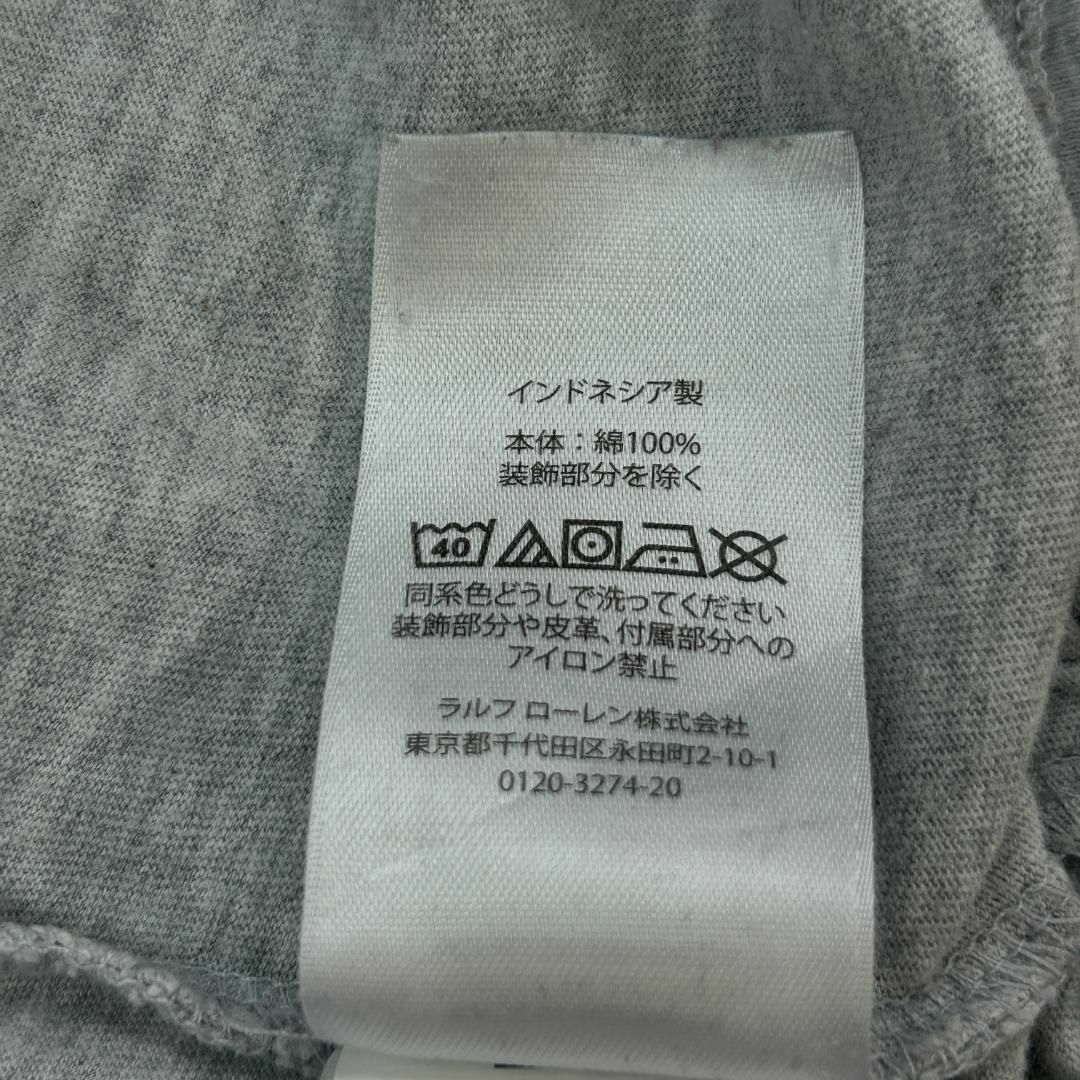 インドネシア製
本体：綿100%
装飾部分を除く
40
同系色どうしで洗ってください
装飾部分や皮革、付属部分への
アイロン禁止
ラルフ ローレン株式会社
東京都千代田区永田町2-10-1
0120-3274-20